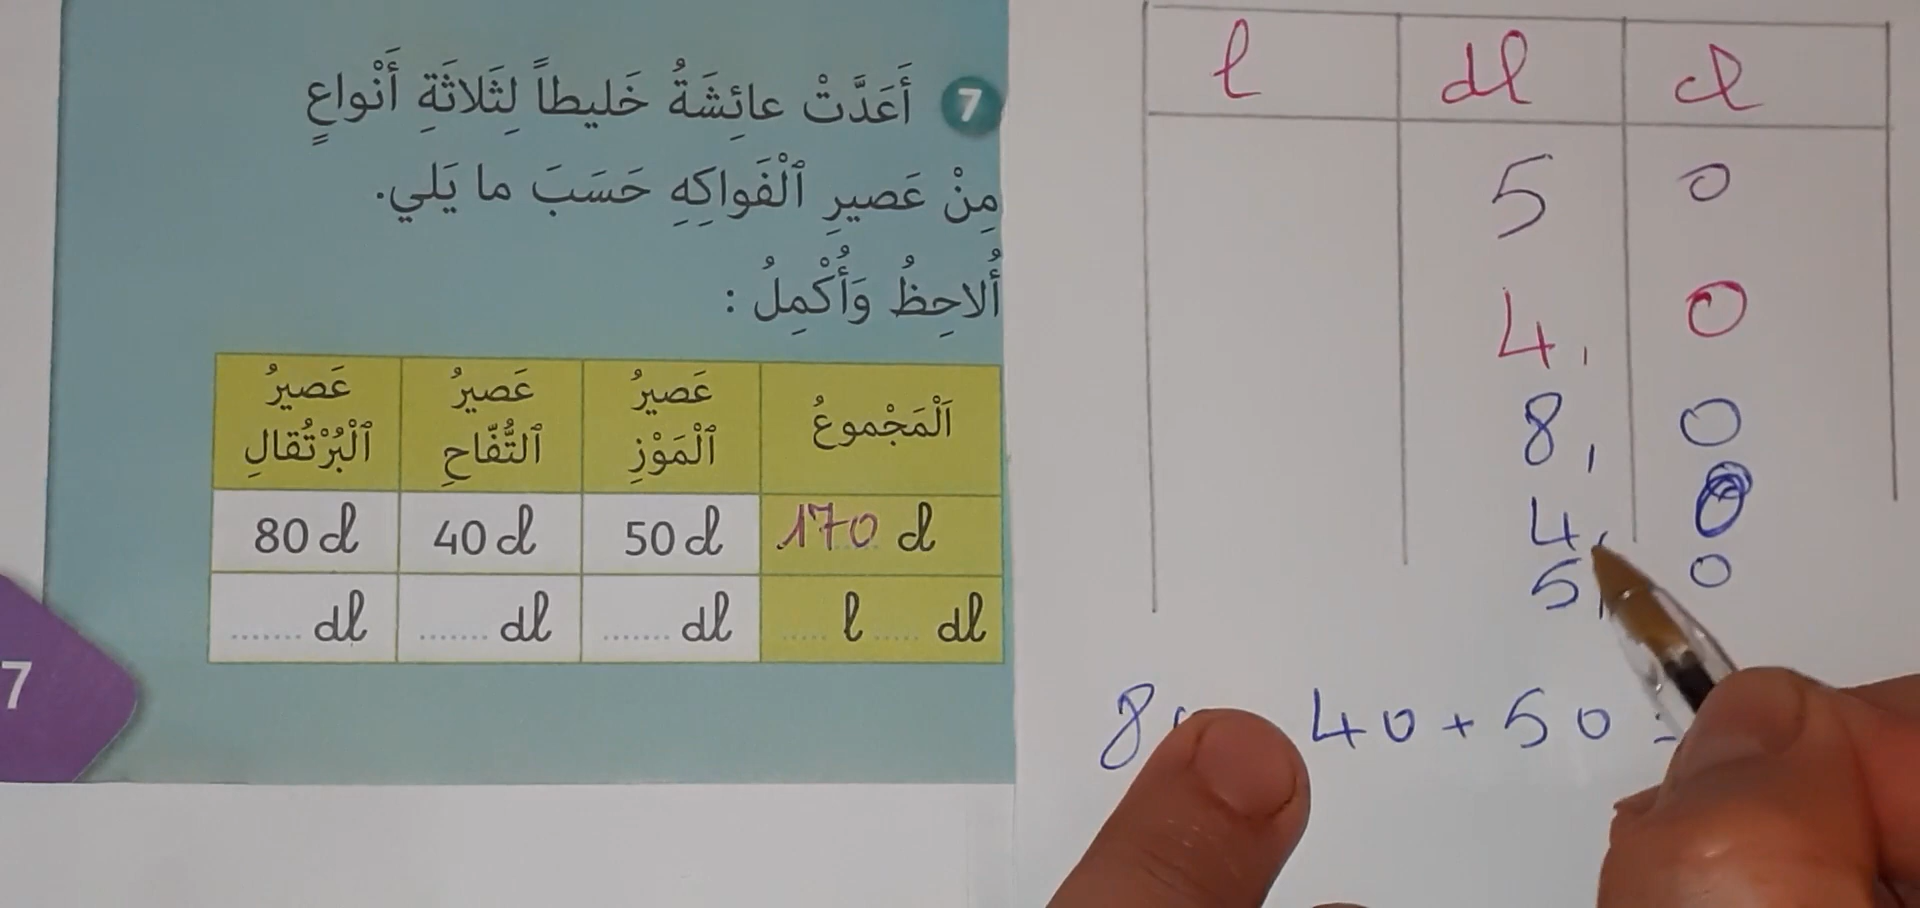 7 أَعَدَّتْ عائِشَةُ خَليطاً لِثَلاثَةِ أَنْواعٍ
مِنْ عَصيرِ ٱلْفَواكِهِ حَسَبَ ما يَلي.
أُلاحِظُ وَأُكْمِلُ :
اَلْمَجْموعُ عَصيرُ ٱلْمَوْزِ عَصيرُ ٱلتُّفّاحِ عَصيرُ ٱلْبُرْتُقالِ
80 cl 40 cl 50 cl 170 cl
....... dl ....... dl ....... dl ..... l ..... dl
7
l dl cl
5 0
4, 0
8, 0
4, 0
5, 0
40 + 50 =